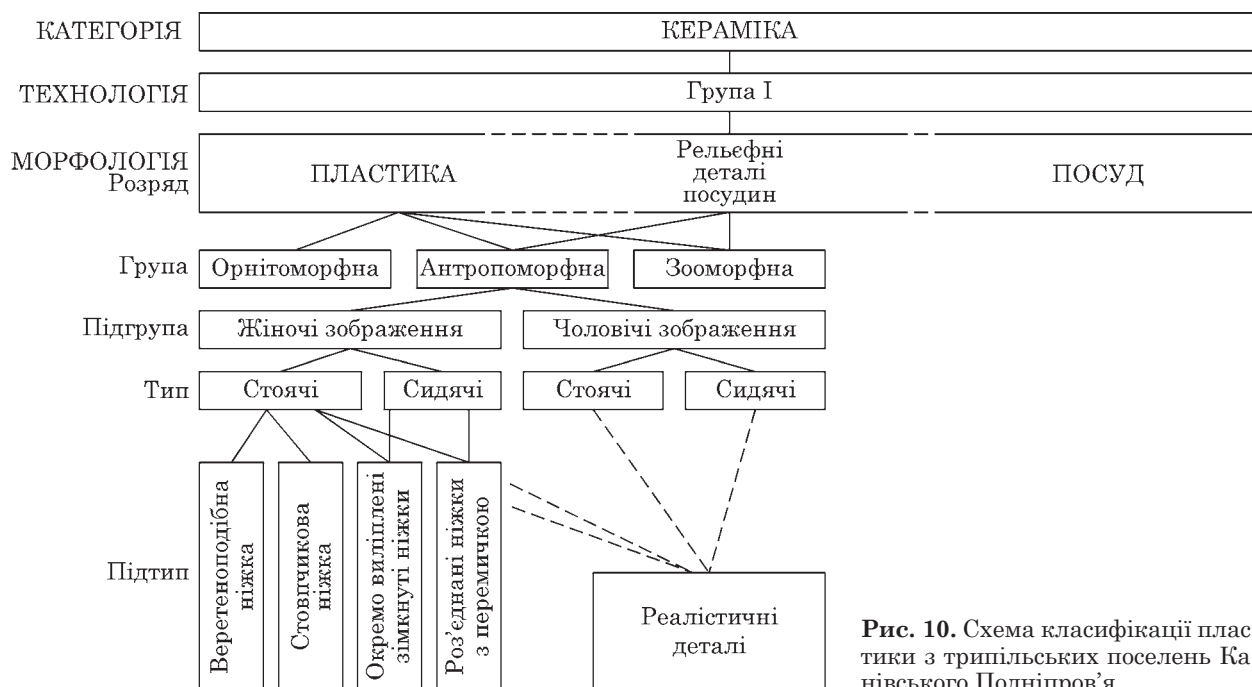 КАТЕГОРІЯ
КЕРАМІКА
ТЕХНОЛОГІЯ
Група І
МОРФОЛОГІЯ
Розряд
ПЛАСТИКА
Рельєфні
деталі
посудин
ПОСУД
Група
Орнітоморфна
Антропоморфна
Зооморфна
Підгрупа
Жіночі зображення
Чоловічі зображення
Тип
Стоячі
Сидячі
Стоячі
Сидячі
Підтип
Веретеноподібна
ніжка
Стовпчикова
ніжка
Окремо виліплені
зімкнуті ніжки
Роз’єднані ніжки
з перемичкою
Реалістичні
деталі
Рис. 10. Схема класифікації плас
тики з трипільських поселень Ка
нівського Подніпров’я